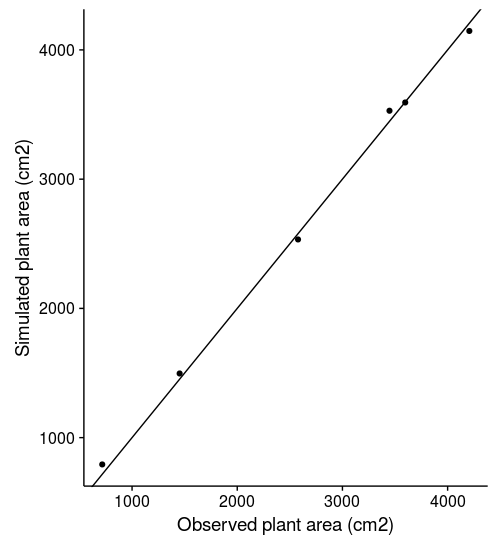 4000
3000
2000
1000
Simulated plant area (cm2)
1000 2000 3000 4000
Observed plant area (cm2)